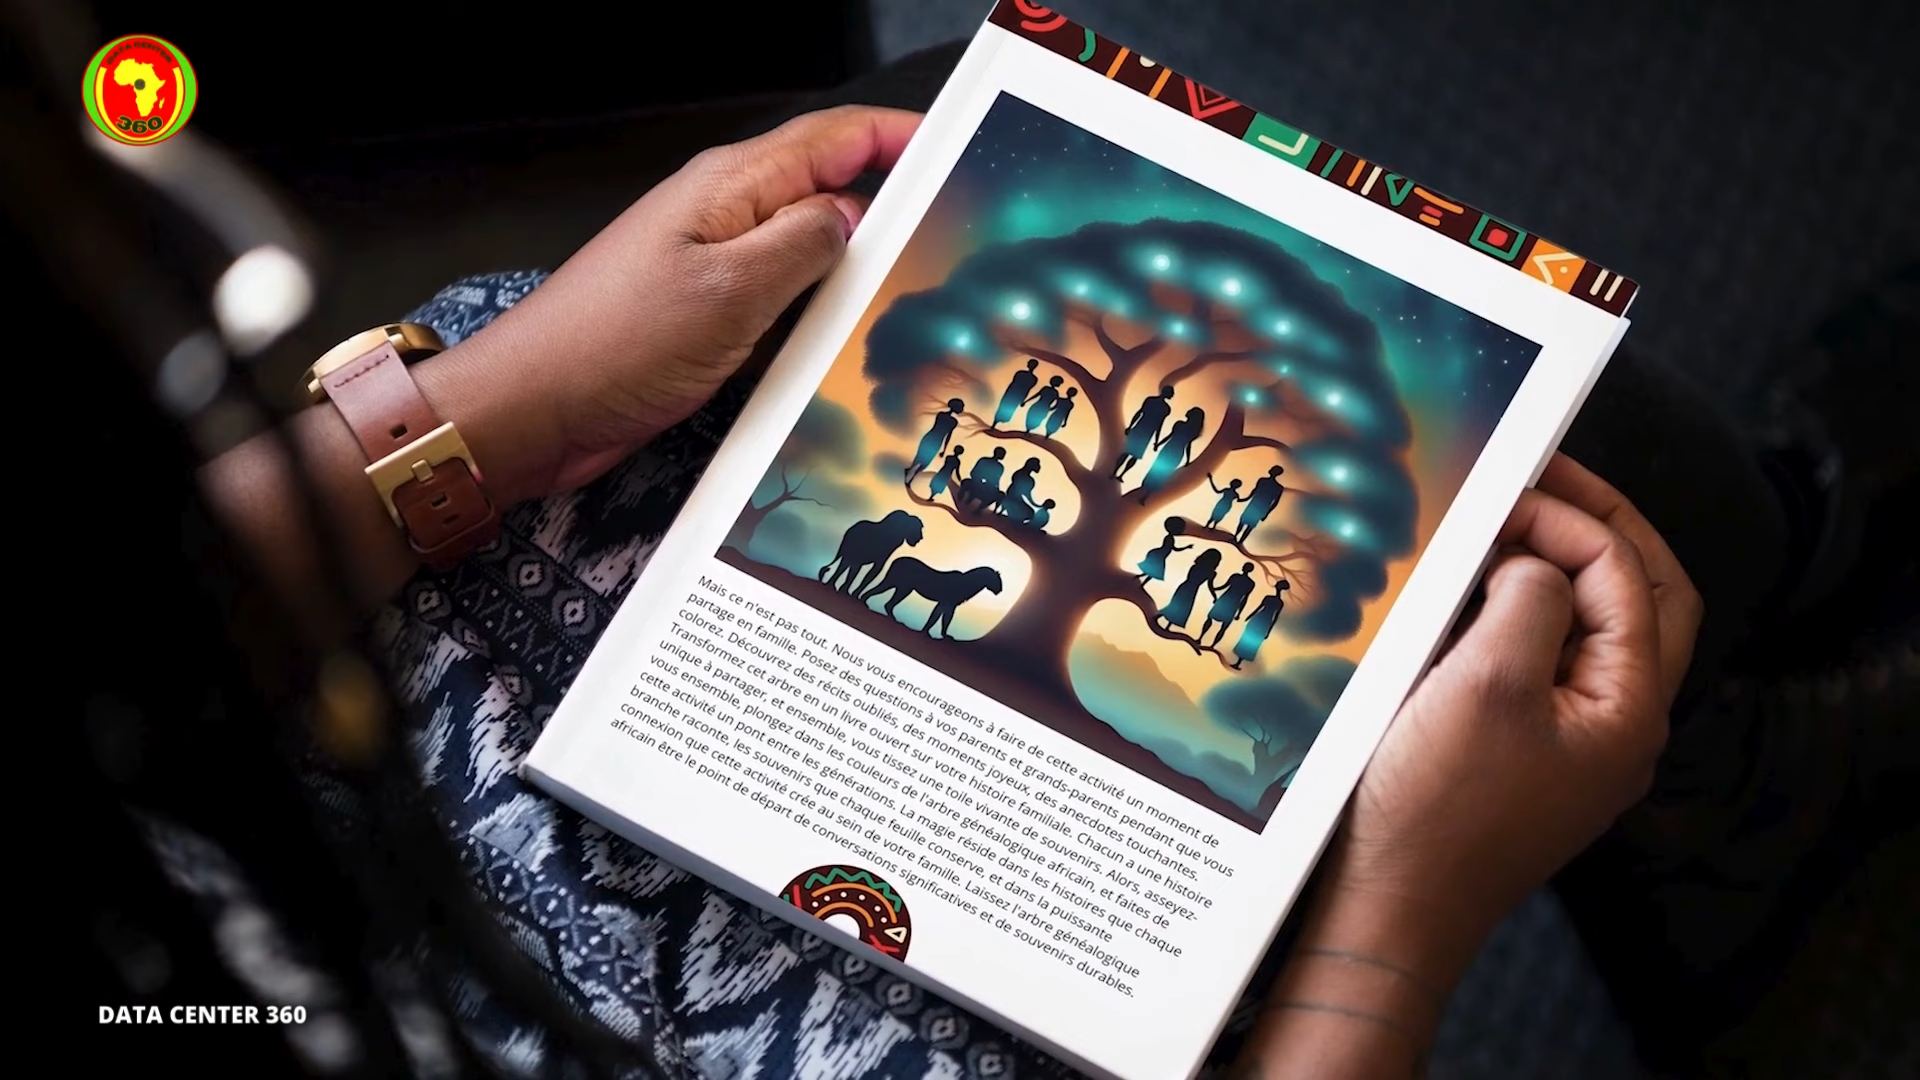 DATA CENTER
360
Mais ce n'est pas tout. Nous vous encourageons à faire de cette activité un moment de
partage en famille. Posez des questions à vos parents et grands-parents pendant que vous
colorez. Découvrez des récits oubliés, des moments joyeux, des anecdotes touchantes.
Transformez cet arbre en un livre ouvert sur votre histoire familiale. Chacun a une histoire
unique à partager, et ensemble, vous tissez une toile vivante de souvenirs. Alors, asseyez-
vous ensemble, plongez dans les couleurs de l'arbre généalogique africain, et faites de
cette activité un pont entre les générations. La magie réside dans les histoires que chaque
branche raconte, les souvenirs que chaque feuille conserve, et dans la puissante
connexion que cette activité crée au sein de votre famille. Laissez l'arbre généalogique
africain être le point de départ de conversations significatives et de souvenirs durables.
DATA CENTER 360